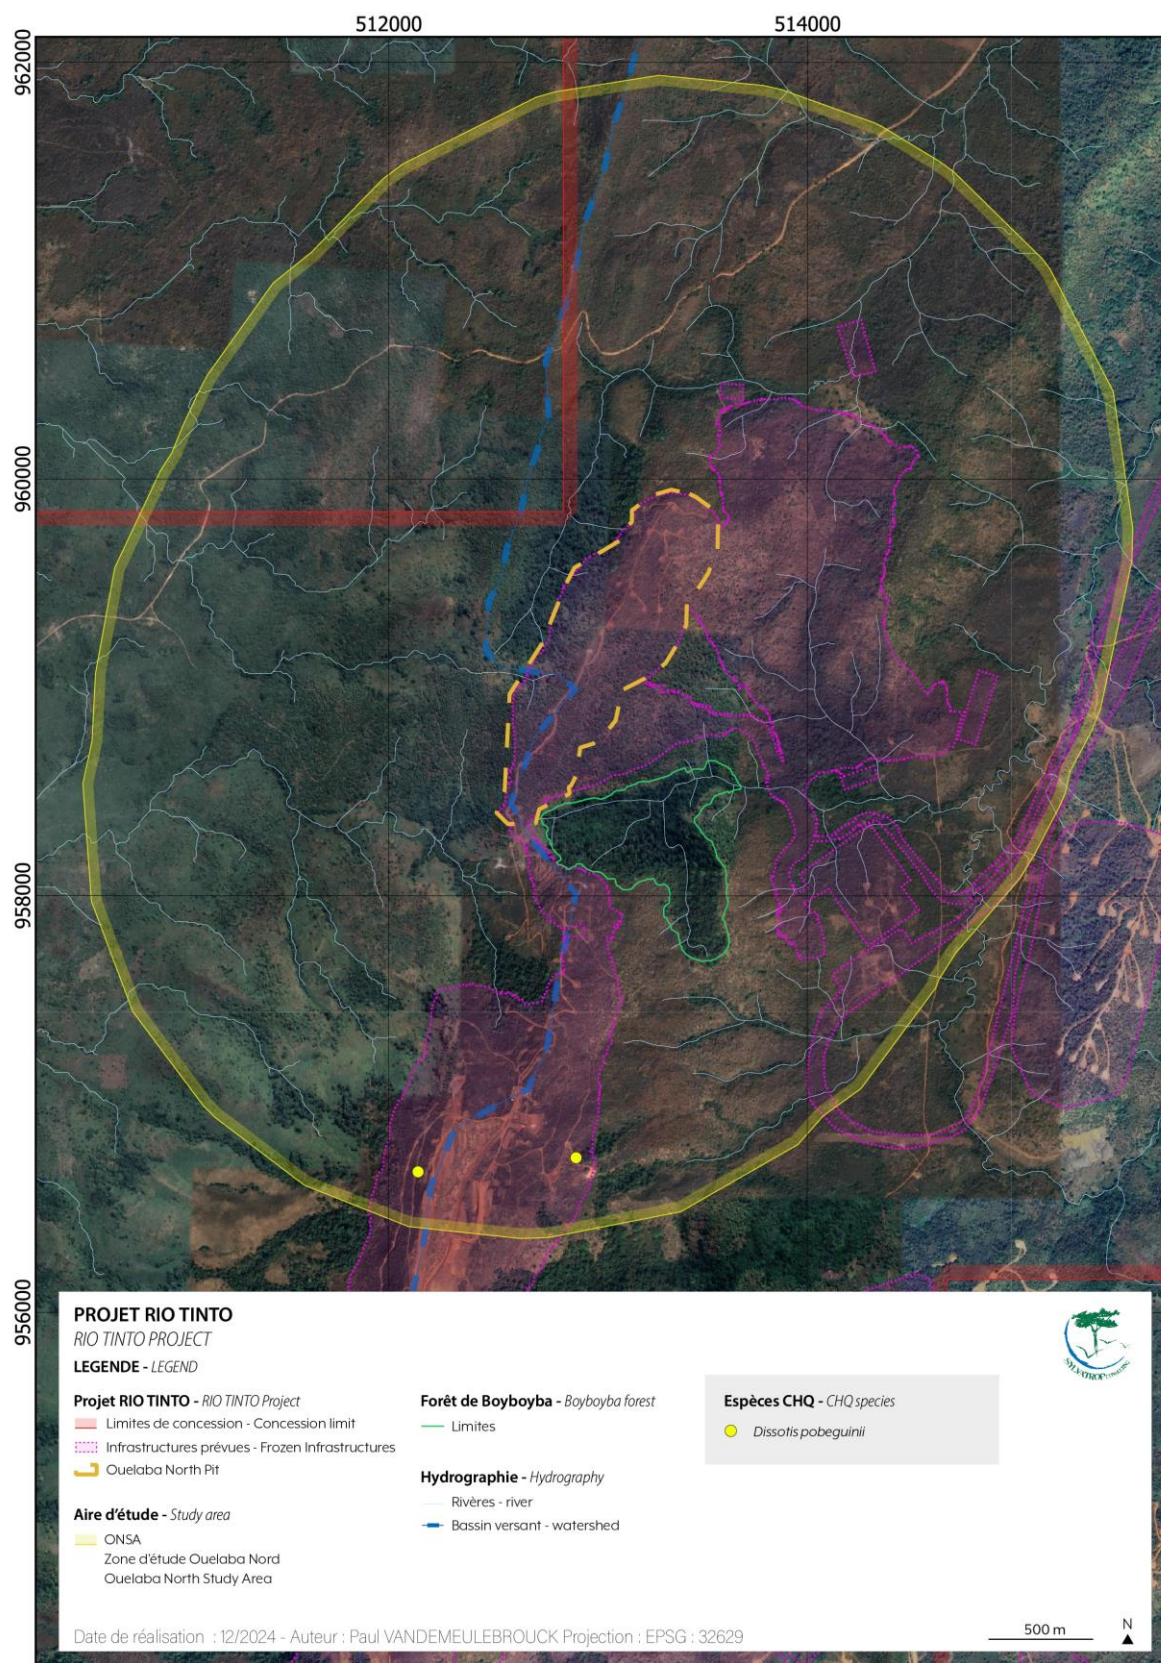 512000
514000
962000
960000
958000
956000
PROJET RIO TINTO
RIO TINTO PROJECT
LEGENDE - LEGEND
Projet RIO TINTO - RIO TINTO Project
Limites de concession - Concession limit
Infrastructures prévues - Frozen Infrastructures
Ouelaba North Pit
Aire d'étude - Study area
ONSA
Zone d'étude Ouelaba Nord
Ouelaba North Study Area
Forêt de Boyboyba - Boyboyba forest
Limites
Hydrographie - Hydrography
Rivères - river
Bassin versant - watershed
Espèces CHQ - CHQ species
Dissotis pobeguinii
SYLVATROP CONSULTING
Date de réalisation : 12/2024 - Auteur : Paul VANDEMEULEBROUCK Projection : EPSG : 32629
500 m
N